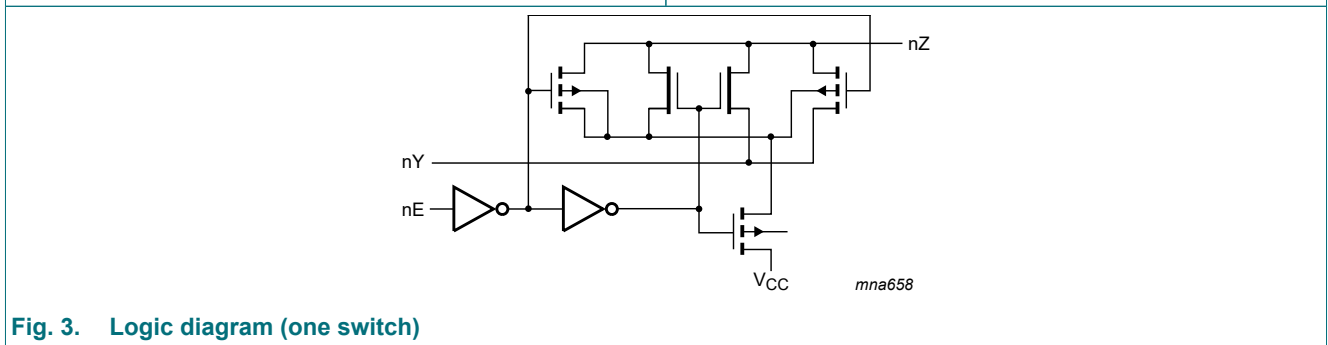 nZ
nY
nE
VCC
mna658
Fig. 3. Logic diagram (one switch)